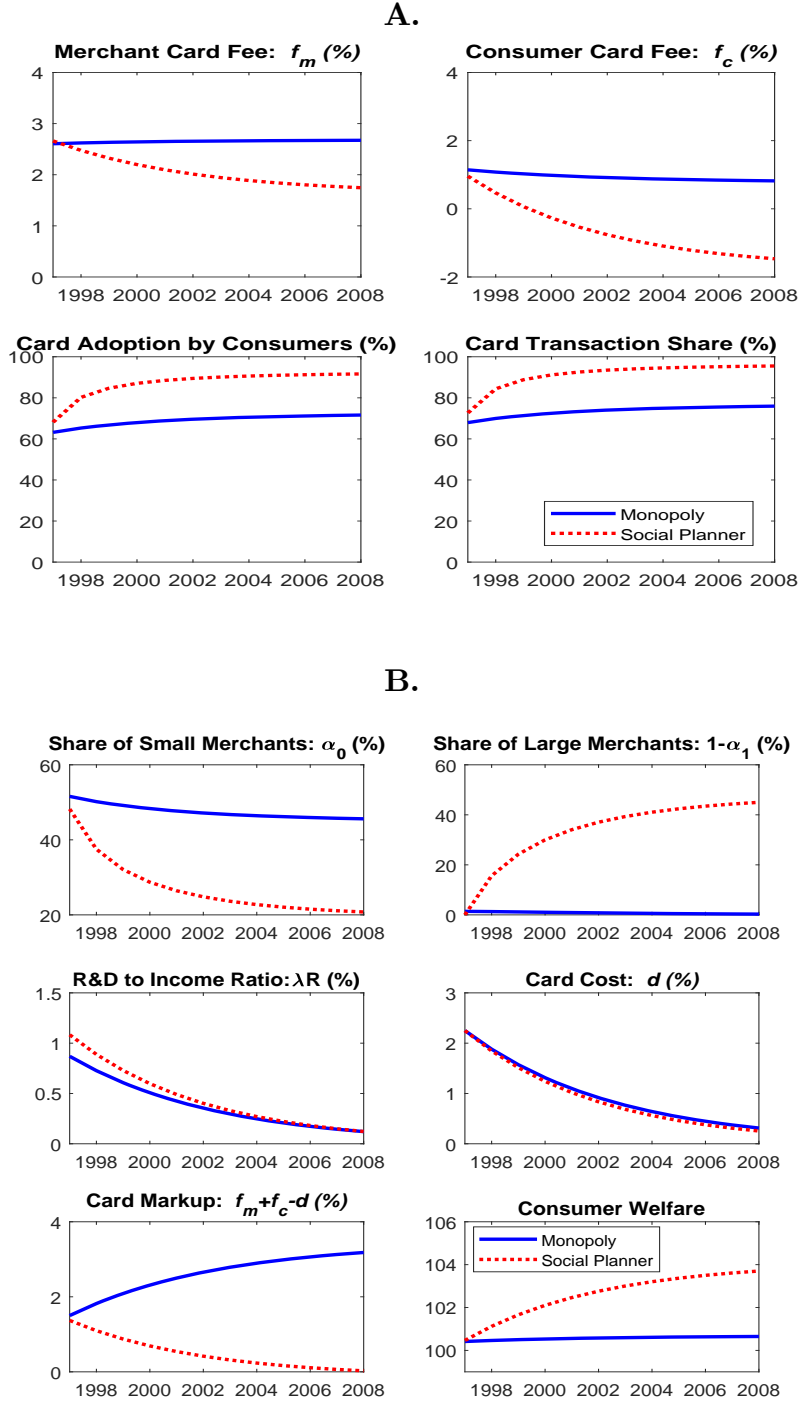 A.
Merchant Card Fee: f_m (%)
4
3
2
1
0
1998 2000 2002 2004 2006 2008
Consumer Card Fee: f_c (%)
4
2
0
-2
1998 2000 2002 2004 2006 2008
Card Adoption by Consumers (%)
100
80
60
40
20
0
1998 2000 2002 2004 2006 2008
Card Transaction Share (%)
100
80
60
40
20
0
Monopoly
Social Planner
1998 2000 2002 2004 2006 2008
B.
Share of Small Merchants: α_0 (%)
60
40
20
1998 2000 2002 2004 2006 2008
Share of Large Merchants: 1-α_1 (%)
60
40
20
0
1998 2000 2002 2004 2006 2008
R&D to Income Ratio:λR (%)
1.5
1
0.5
0
1998 2000 2002 2004 2006 2008
Card Cost: d (%)
3
2
1
0
1998 2000 2002 2004 2006 2008
Card Markup: f_m+f_c-d (%)
4
2
0
1998 2000 2002 2004 2006 2008
Consumer Welfare
106
104
102
100
Monopoly
Social Planner
1998 2000 2002 2004 2006 2008